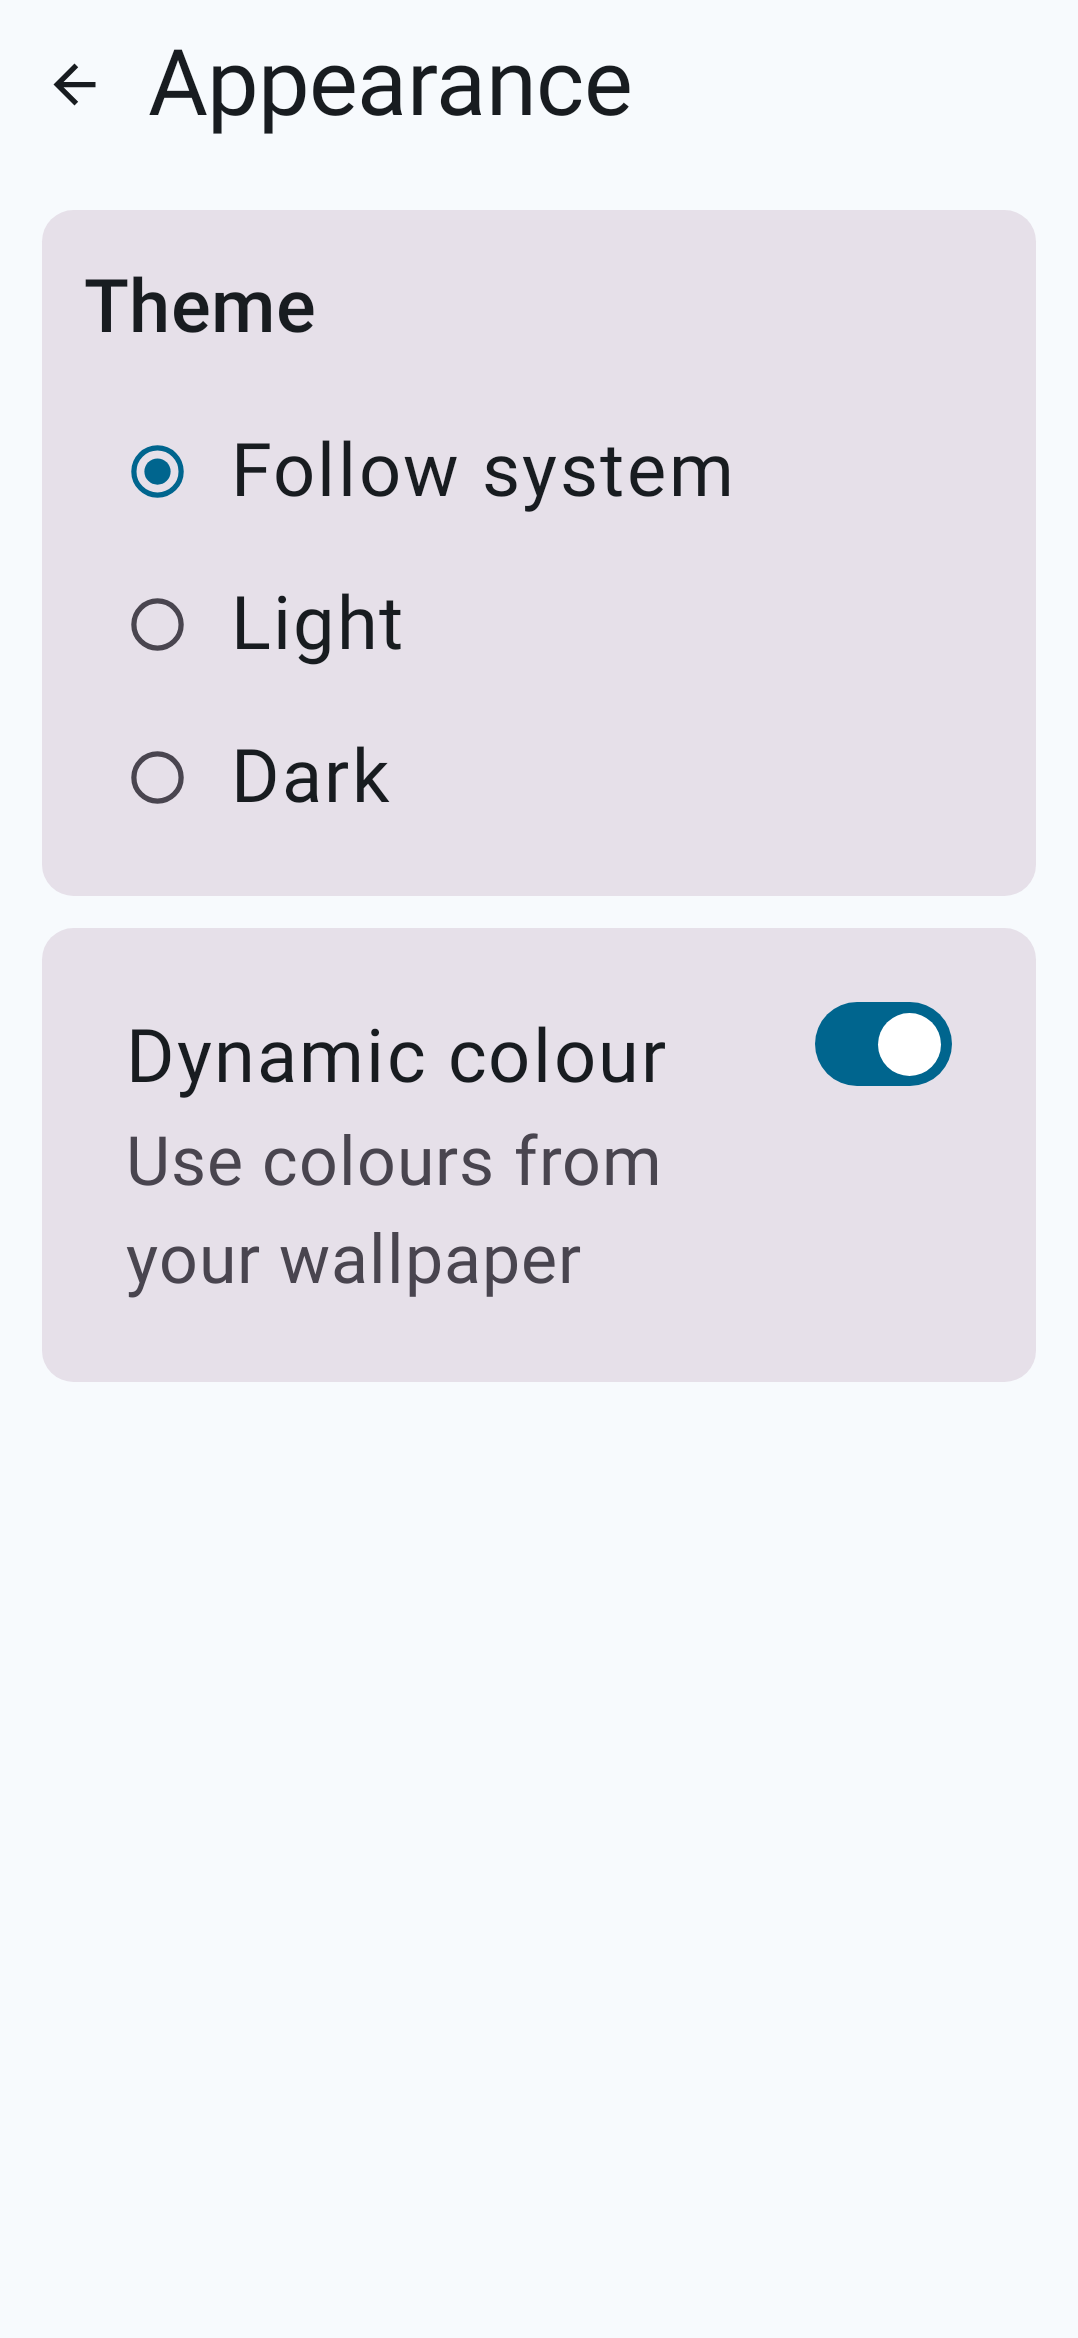 Appearance
Theme
Follow system
Light
Dark
Dynamic colour
Use colours from
your wallpaper